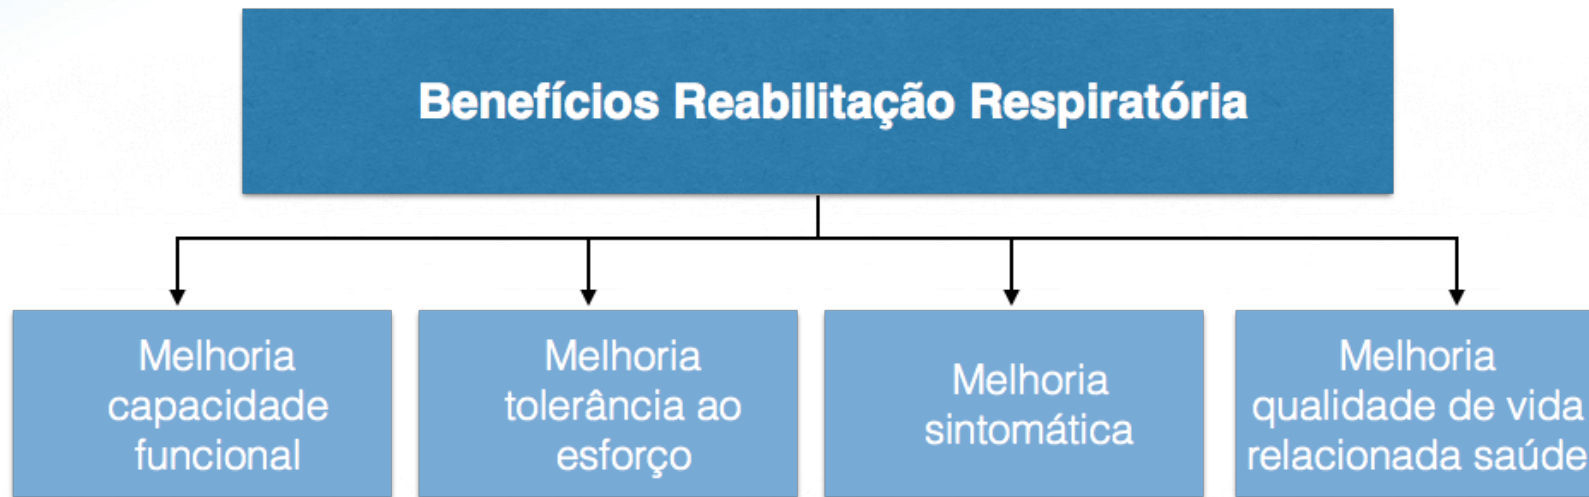 Benefícios Reabilitação Respiratória
Melhoria
capacidade
funcional
Melhoria
tolerância ao
esforço
Melhoria
sintomática
Melhoria
qualidade de vida
relacionada saúde